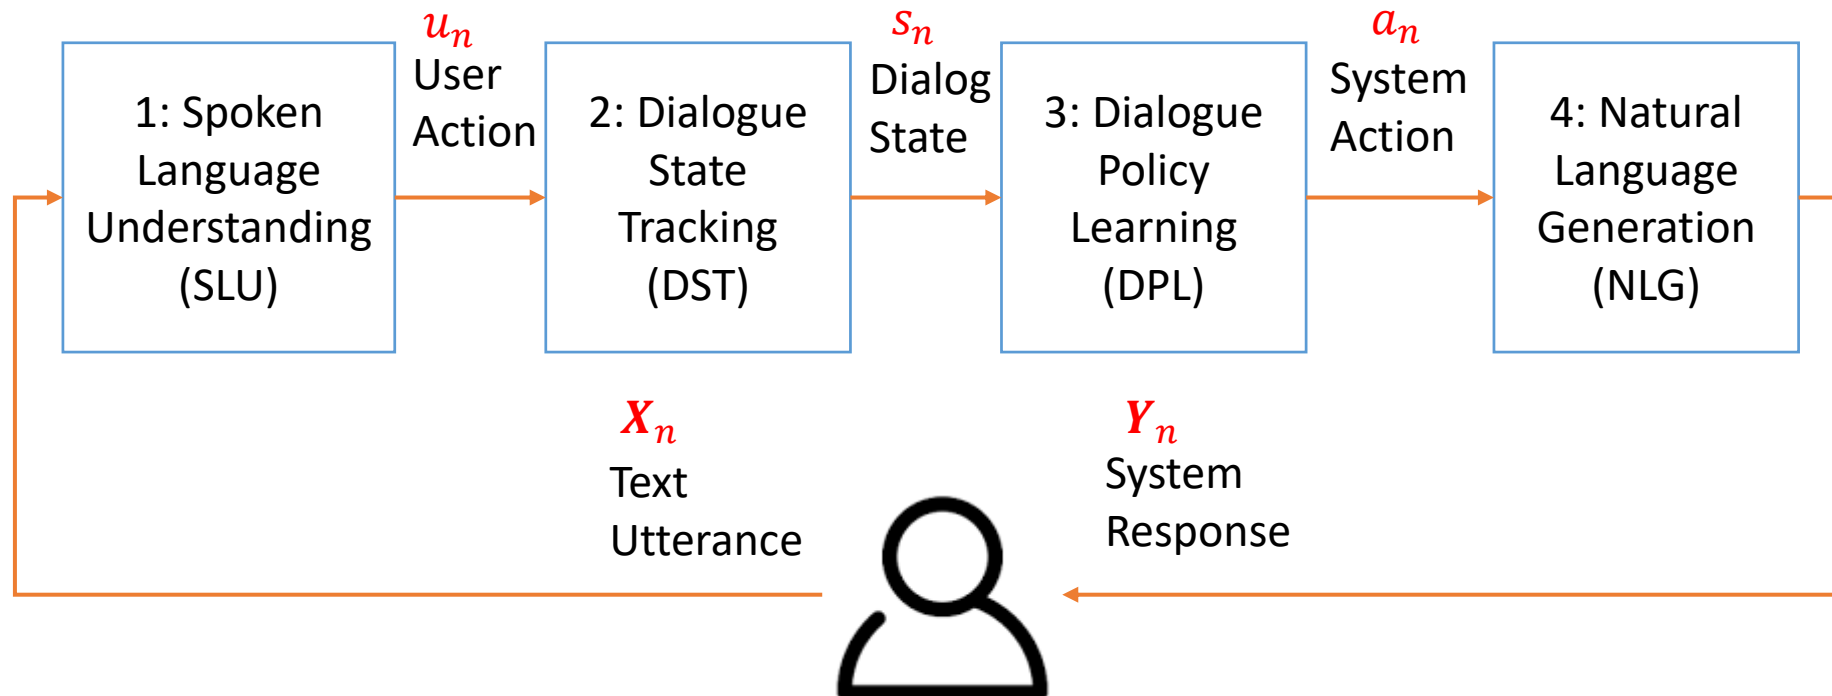 1: Spoken
Language
Understanding
(SLU)
u_n
User
Action
2: Dialogue
State
Tracking
(DST)
s_n
Dialog
State
3: Dialogue
Policy
Learning
(DPL)
a_n
System
Action
4: Natural
Language
Generation
(NLG)
X_n
Text
Utterance
Y_n
System
Response